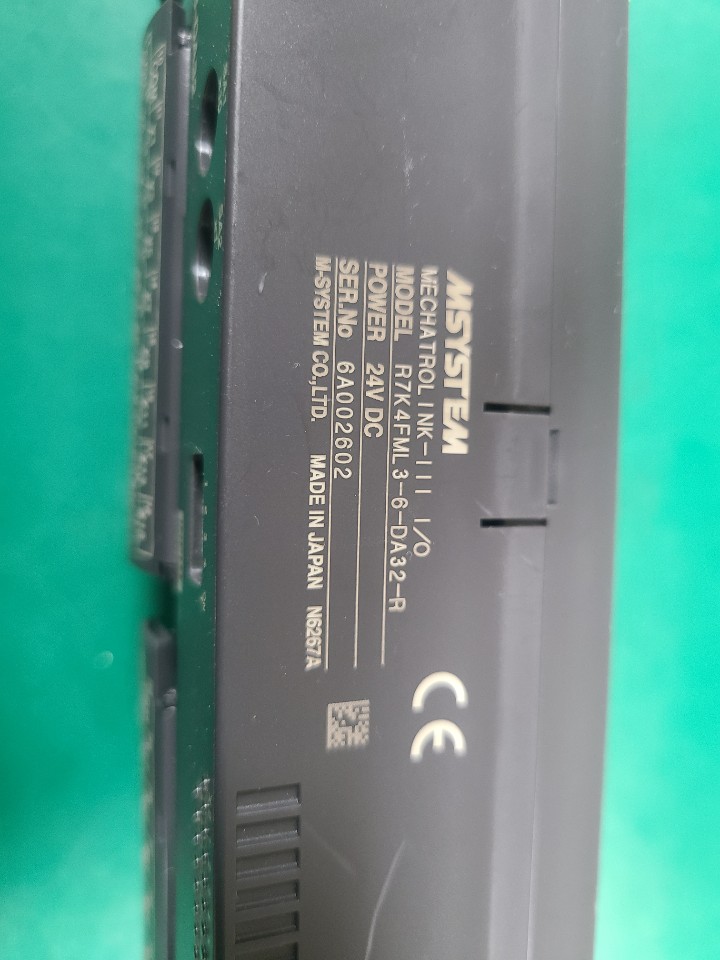 MSYSTEM
MECHATROLINK-III I/O
MODEL R7K4FML3-6-DA32-R
POWER 24V DC
SER.No 6A002602
M-SYSTEM CO.,LTD. MADE IN JAPAN N6267A
CE